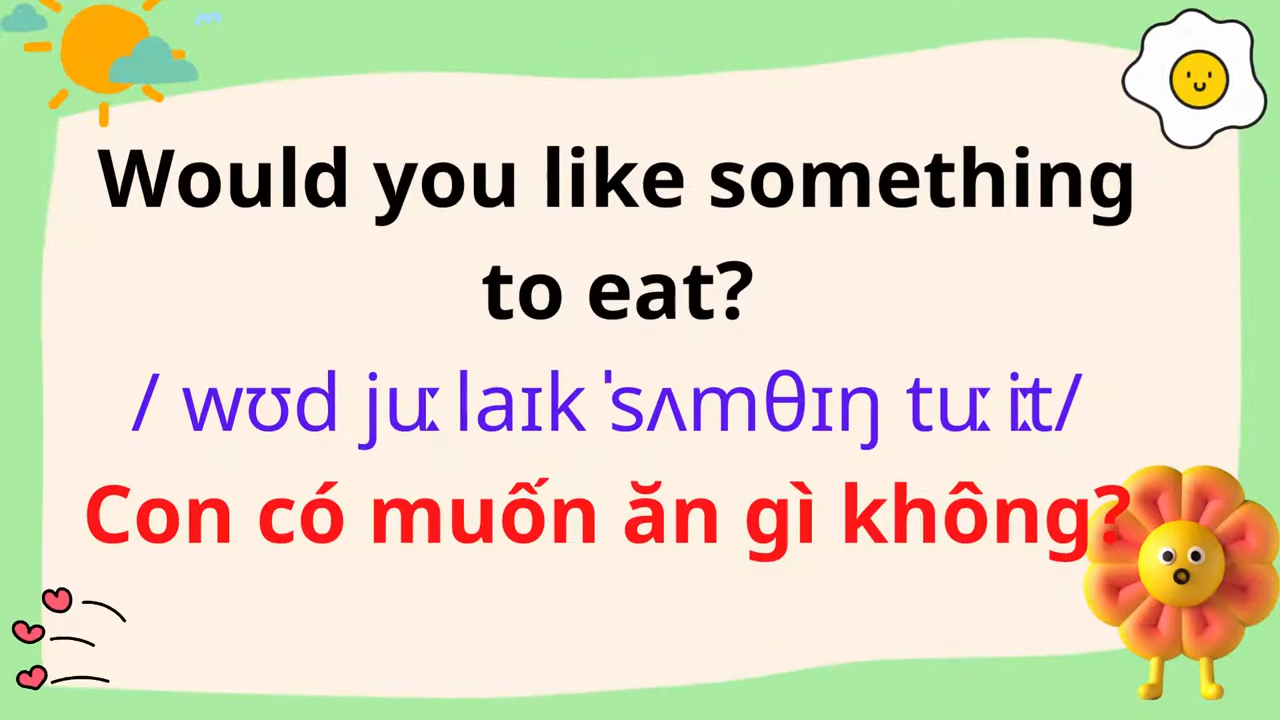 Would you like something
to eat?
/ wʊd juː laɪk ˈsʌmθɪŋ tuː iːt/
Con có muốn ăn gì không?